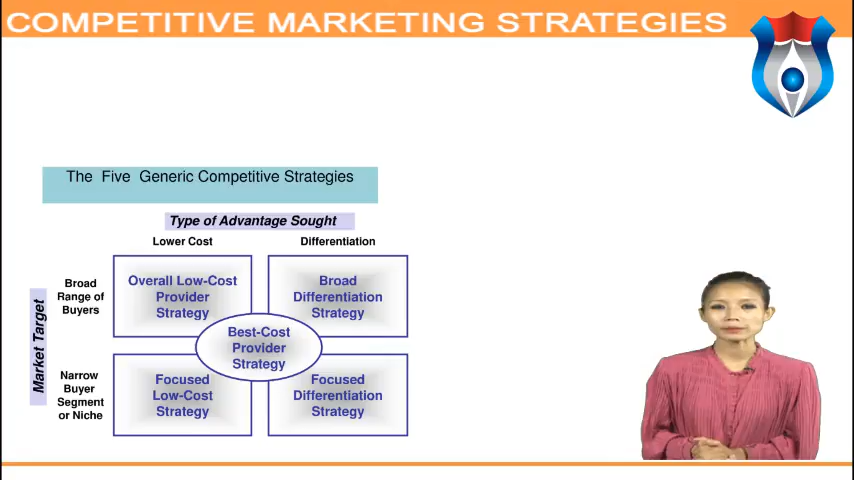 COMPETITIVE MARKETING STRATEGIES
The Five Generic Competitive Strategies
Type of Advantage Sought
Lower Cost
Differentiation
Market Target
Broad
Range of
Buyers
Overall Low-Cost
Provider
Strategy
Broad
Differentiation
Strategy
Best-Cost
Provider
Strategy
Narrow
Buyer
Segment
or Niche
Focused
Low-Cost
Strategy
Focused
Differentiation
Strategy